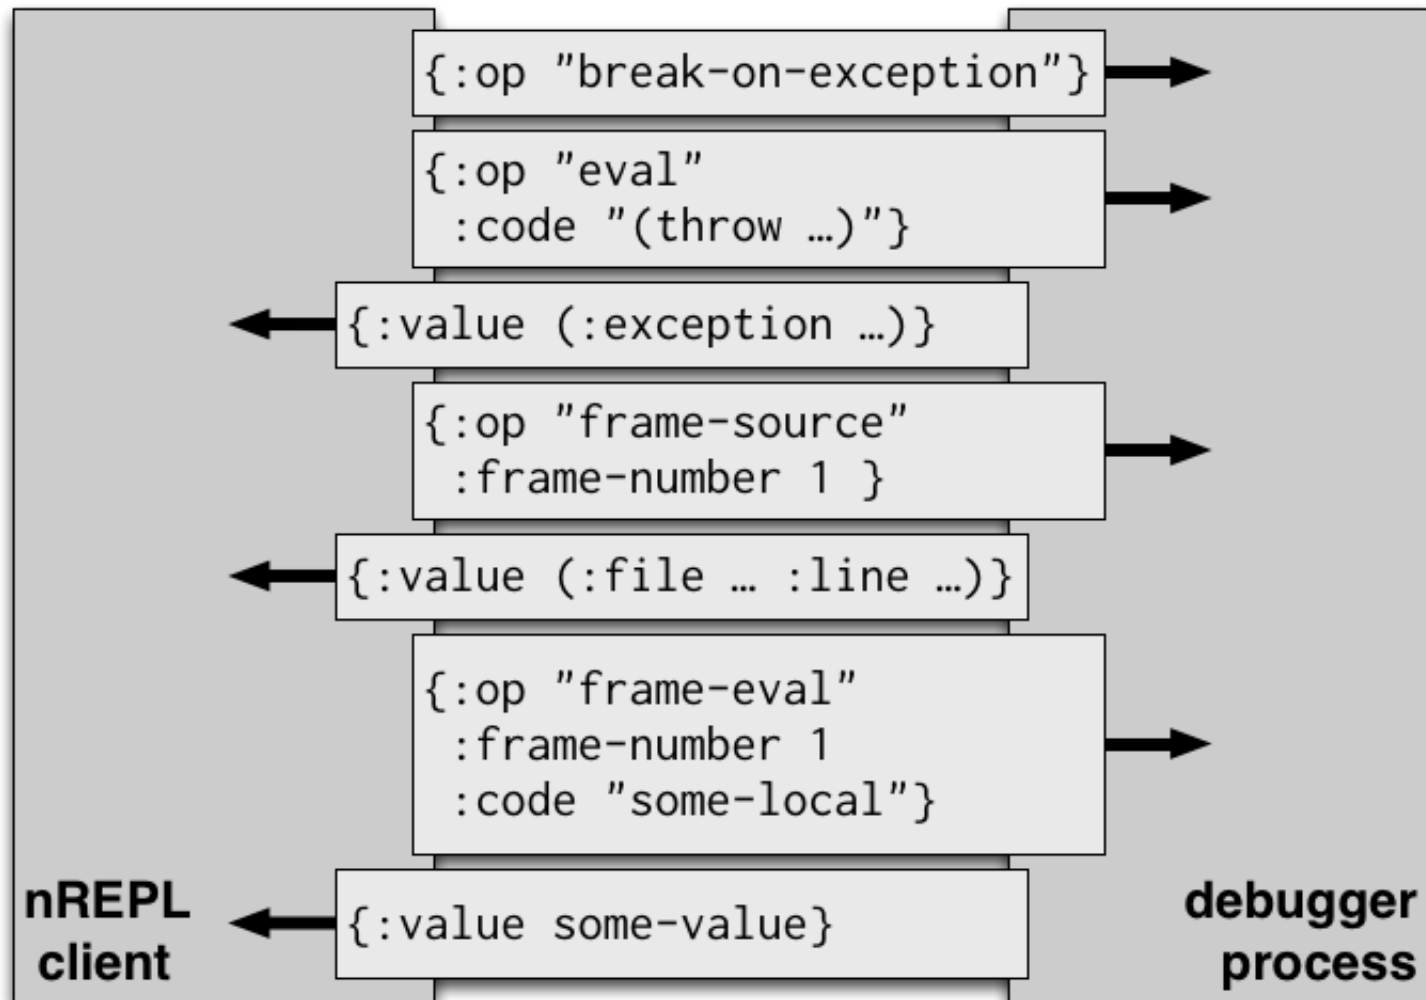 {:op "break-on-exception"}
{:op "eval"
:code "(throw …)"}
{:value (:exception …)}
{:op "frame-source"
:frame-number 1 }
{:value (:file … :line …)}
{:op "frame-eval"
:frame-number 1
:code "some-local"}
{:value some-value}
nREPL
client
debugger
process